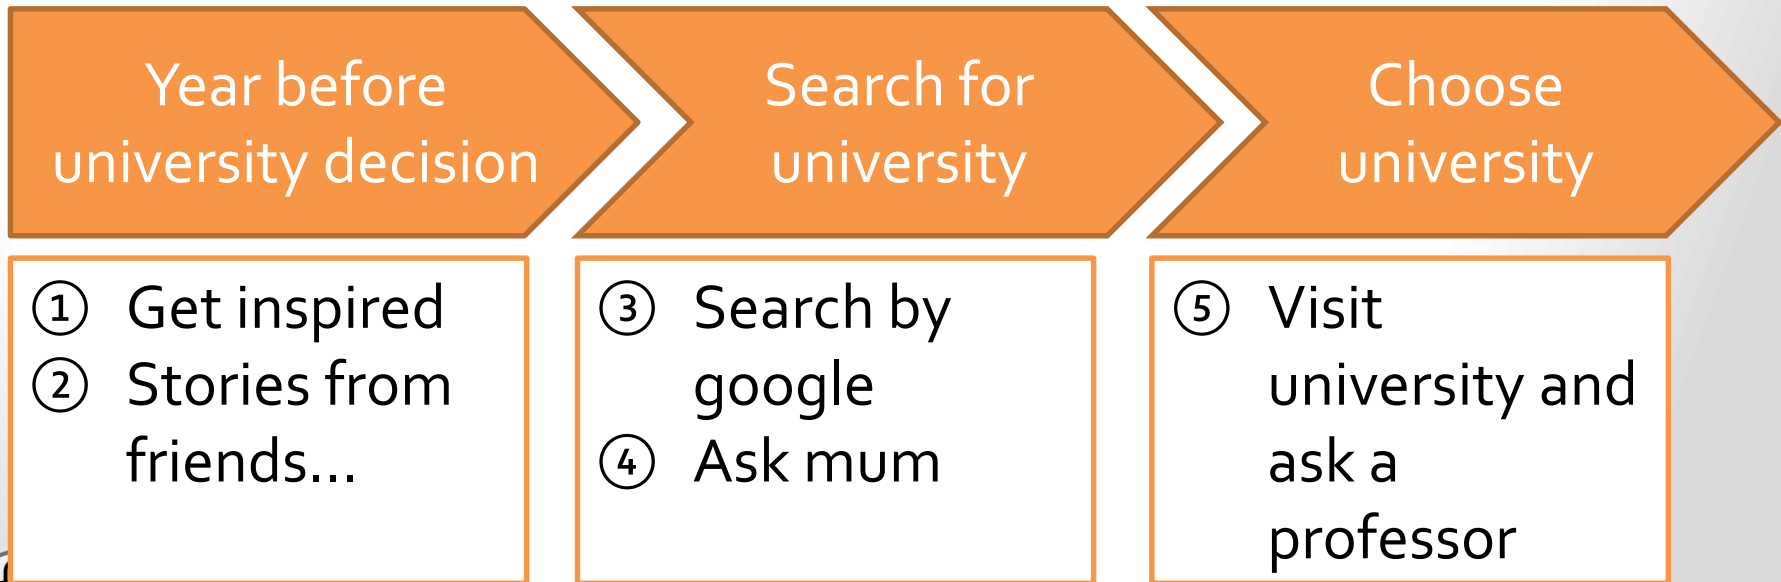 Year before
university decision
Search for
university
Choose
university
① Get inspired
② Stories from
friends...
③ Search by
google
④ Ask mum
⑤ Visit
university and
ask a
professor